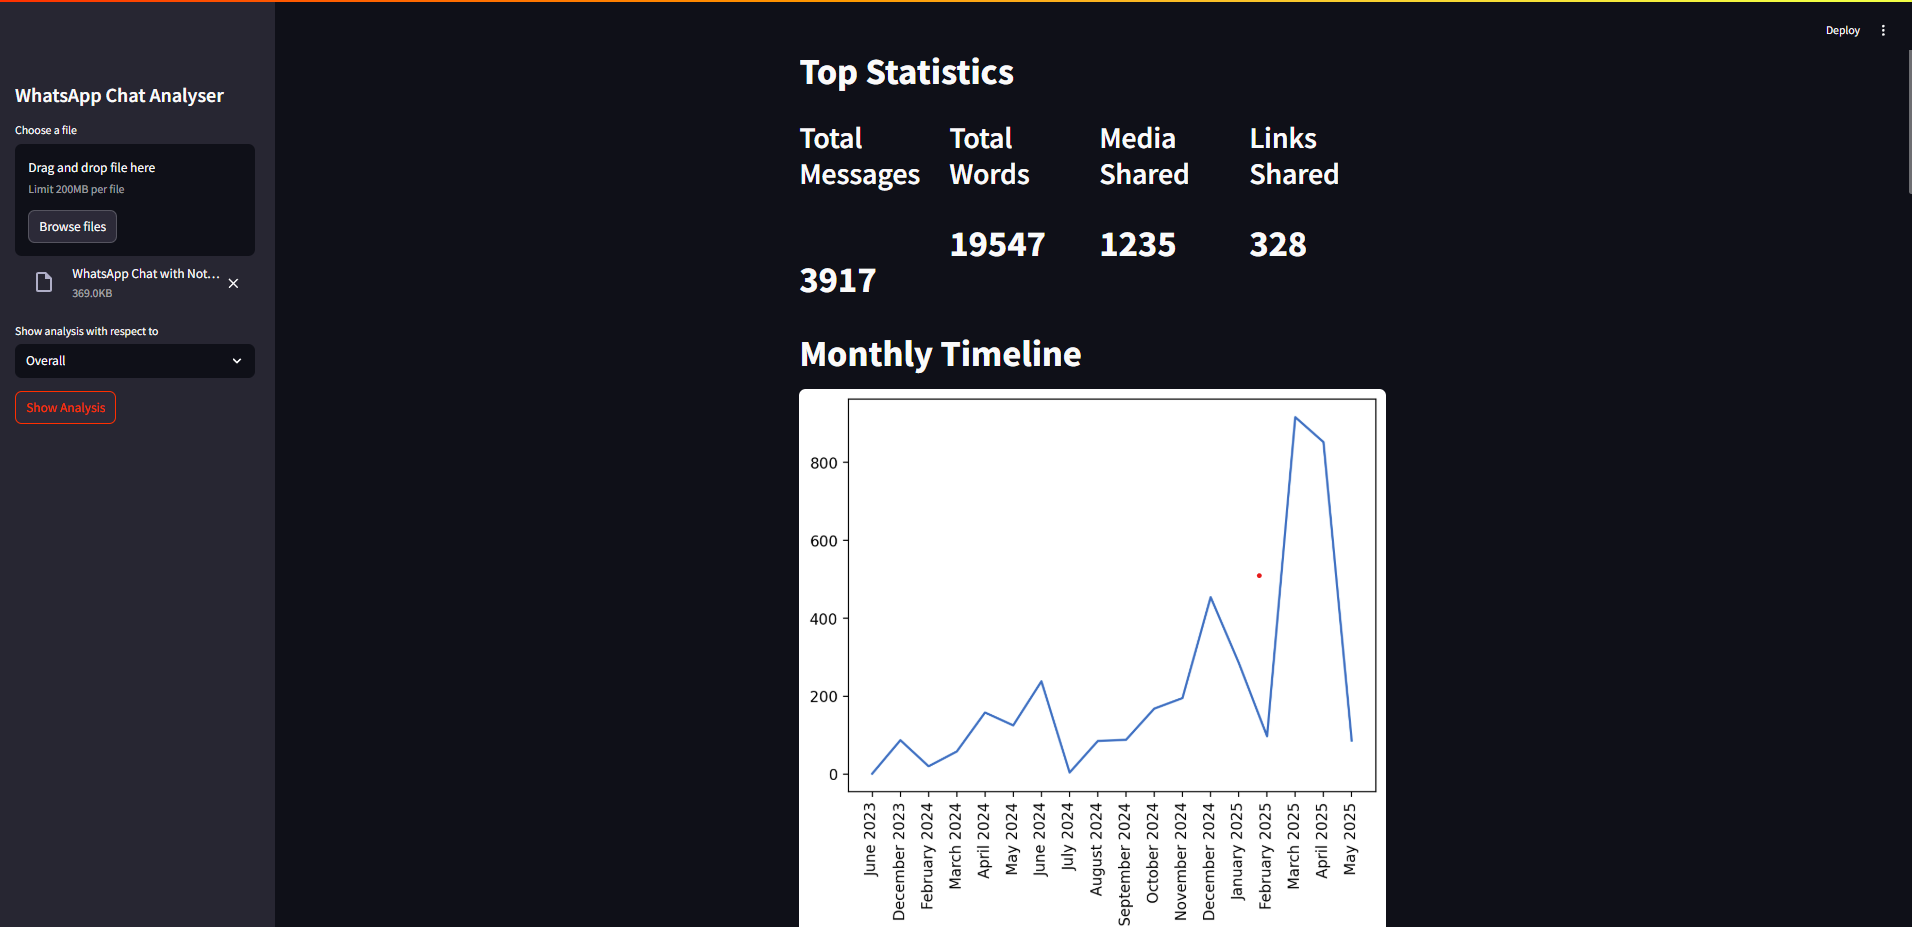 Deploy
WhatsApp Chat Analyser
Choose a file
Drag and drop file here
Limit 200MB per file
Browse files
WhatsApp Chat with Not...
369.0KB
Show analysis with respect to
Overall
Show Analysis
Top Statistics
Total
Messages
3917
Total
Words
19547
Media
Shared
1235
Links
Shared
328
Monthly Timeline
800
600
400
200
0
June 2023
December 2023
February 2024
March 2024
April 2024
May 2024
June 2024
July 2024
August 2024
September 2024
October 2024
November 2024
December 2024
January 2025
February 2025
March 2025
April 2025
May 2025